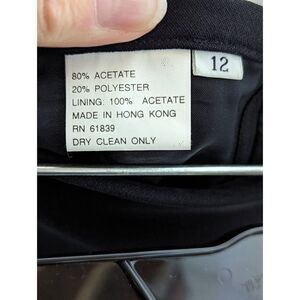 80% ACETATE
20% POLYESTER
LINING: 100% ACETATE
MADE IN HONG KONG
RN 61839
DRY CLEAN ONLY
12